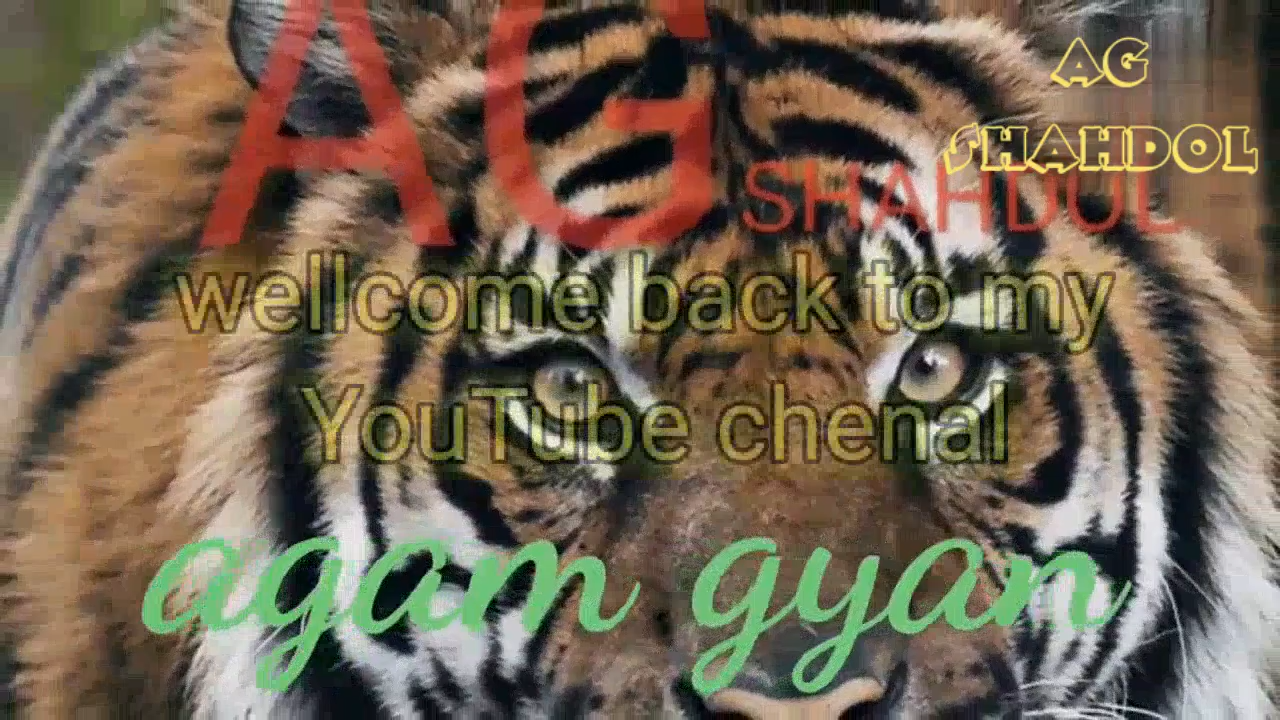 AG
SHAHDOL
AG
SHAHDOL
wellcome back to my
YouTube chenal
agam gyan